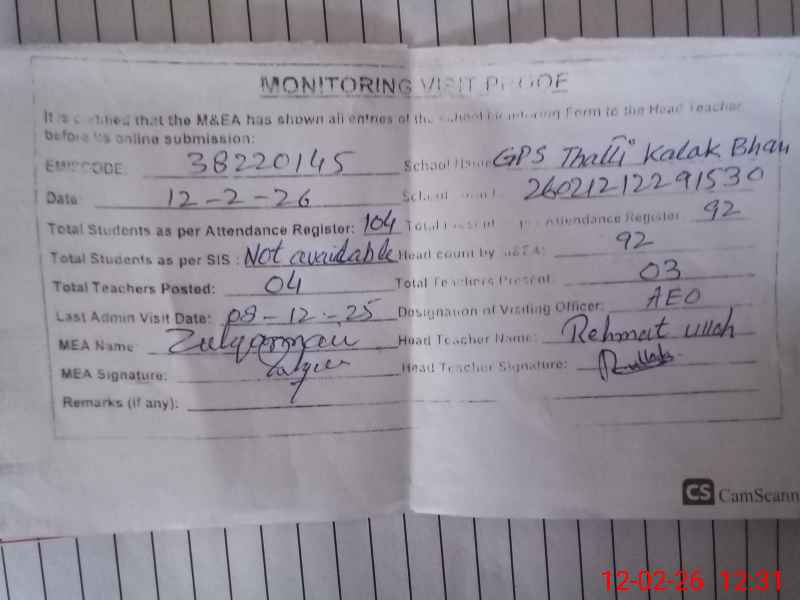 MONITORING VISIT PROOF
It is certified that the M&EA has shown all entries of the school Monitoring Form to the Head Teacher
before its online submission:
EMISCODE: 38220145 School Name GPS Thalli Kalak Bhan
Date: 12-2-26 School 26021212291530
Total Students as per Attendance Register: 104 Total Present Attendance Register 92
Total Students as per SIS: Not available Head count by M&EA: 92
Total Teachers Posted: 04 Total Teachers Present: 03
Last Admin Visit Date: 09-12-25 Designation of Visiting Officer: AEO
MEA Name: Zulqarnain Head Teacher Name: Rehmat ullah
MEA Signature: Head Teacher Signature: Rullah
Remarks (if any):
CS CamScann
12-02-26 12:31